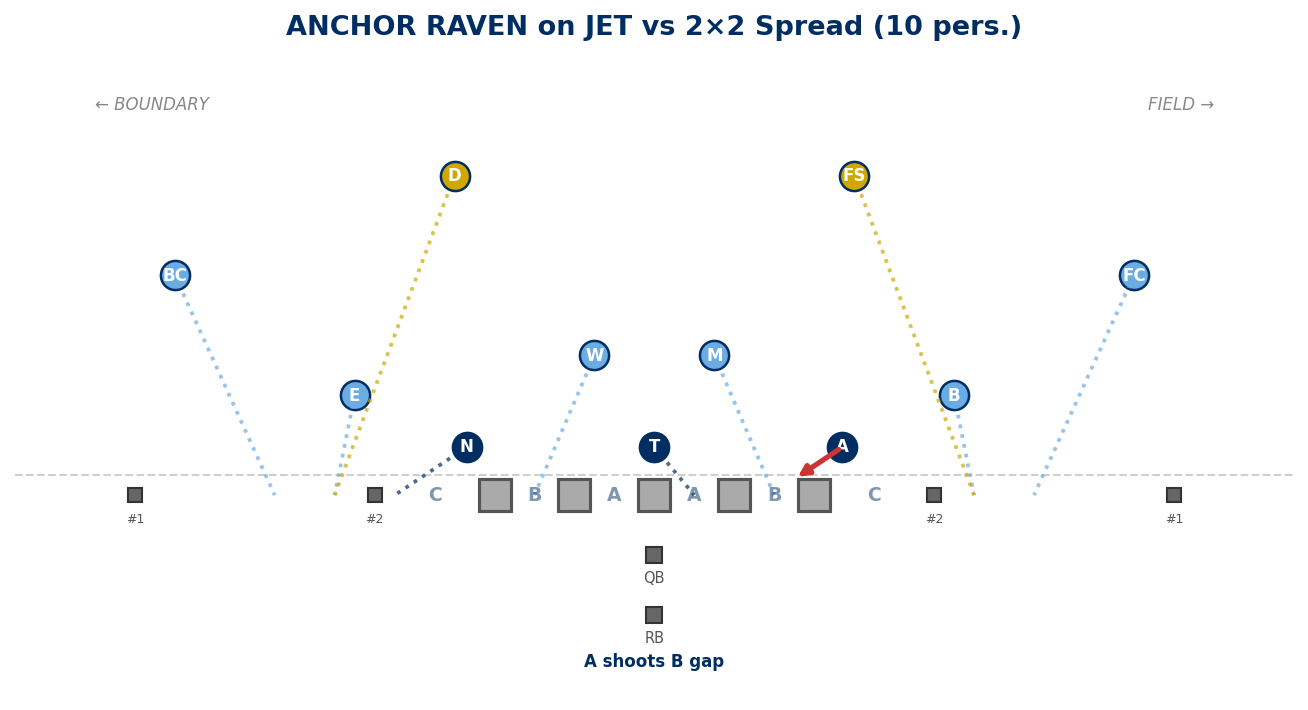 ANCHOR RAVEN on JET vs 2×2 Spread (10 pers.)
← BOUNDARY
FIELD →
D
FS
BC
FC
W
M
E
B
N
T
A
C
B
A
A
B
C
#1
#2
#2
#1
QB
RB
A shoots B gap